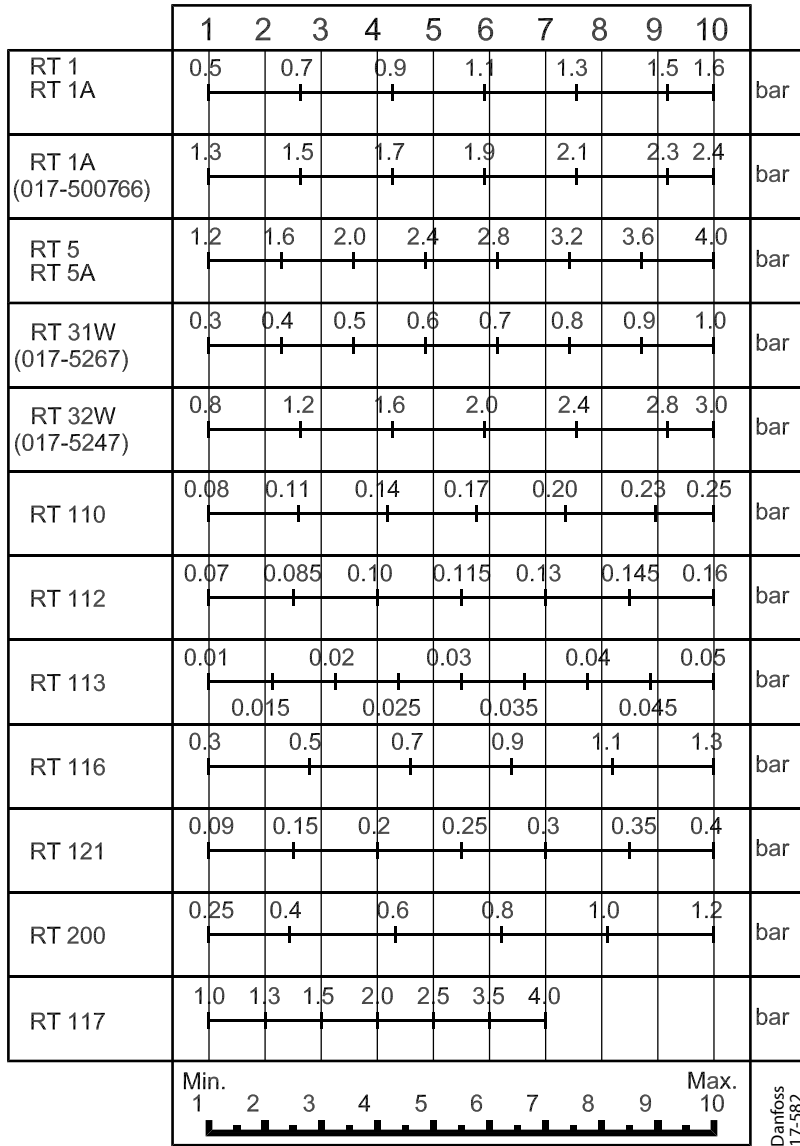 1 2 3 4 5 6 7 8 9 10
RT 1
RT 1A
0.5 0.7 0.9 1.1 1.3 1.5 1.6
bar
RT 1A
(017-500766)
1.3 1.5 1.7 1.9 2.1 2.3 2.4
bar
RT 5
RT 5A
1.2 1.6 2.0 2.4 2.8 3.2 3.6 4.0
bar
RT 31W
(017-5267)
0.3 0.4 0.5 0.6 0.7 0.8 0.9 1.0
bar
RT 32W
(017-5247)
0.8 1.2 1.6 2.0 2.4 2.8 3.0
bar
RT 110
0.08 0.11 0.14 0.17 0.20 0.23 0.25
bar
RT 112
0.07 0.085 0.10 0.115 0.13 0.145 0.16
bar
RT 113
0.01 0.02 0.03 0.04 0.05
0.015 0.025 0.035 0.045
bar
RT 116
0.3 0.5 0.7 0.9 1.1 1.3
bar
RT 121
0.09 0.15 0.2 0.25 0.3 0.35 0.4
bar
RT 200
0.25 0.4 0.6 0.8 1.0 1.2
bar
RT 117
1.0 1.3 1.5 2.0 2.5 3.5 4.0
bar
Min. Max.
1 2 3 4 5 6 7 8 9 10
Danfoss